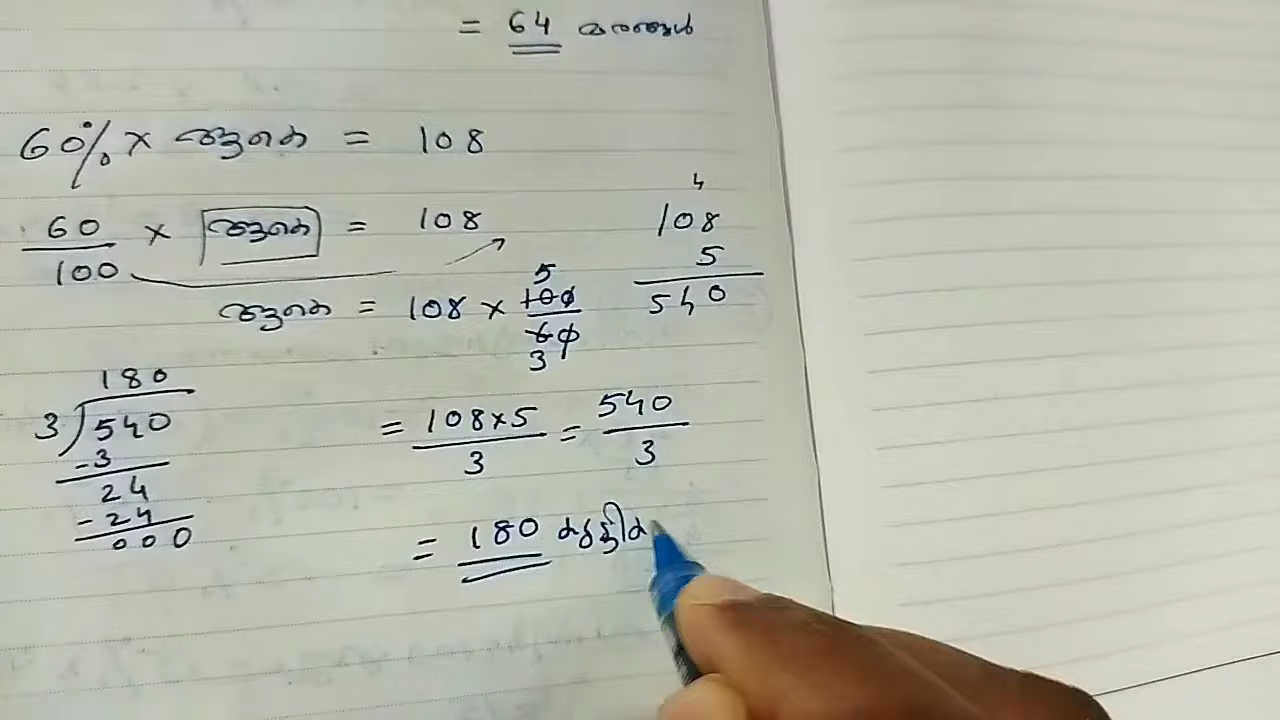 = 64 മരങ്ങൾ
60% x ആകെ = 108
60/100 x ആകെ = 108
4
108
5
540
ആകെ = 108 x 100/60
5
3
180
3)540
-3
24
-24
000
= 108x5/3 = 540/3
= 180